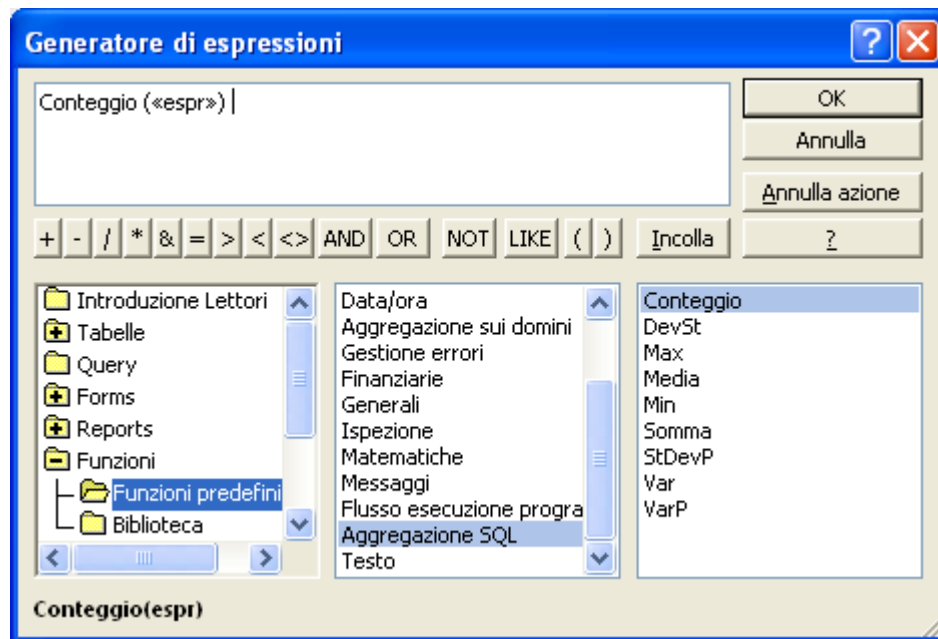 Generatore di espressioni
?
Conteggio («espr»)
OK
Annulla
Annulla azione
+ - / * & = > < <> AND OR NOT LIKE ( ) Incolla ?
Introduzione Lettori
Tabelle
Query
Forms
Reports
Funzioni
Funzioni predefini
Biblioteca
Data/ora
Aggregazione sui domini
Gestione errori
Finanziarie
Generali
Ispezione
Matematiche
Messaggi
Flusso esecuzione progra
Aggregazione SQL
Testo
Conteggio
DevSt
Max
Media
Min
Somma
StDevP
Var
VarP
Conteggio(espr)